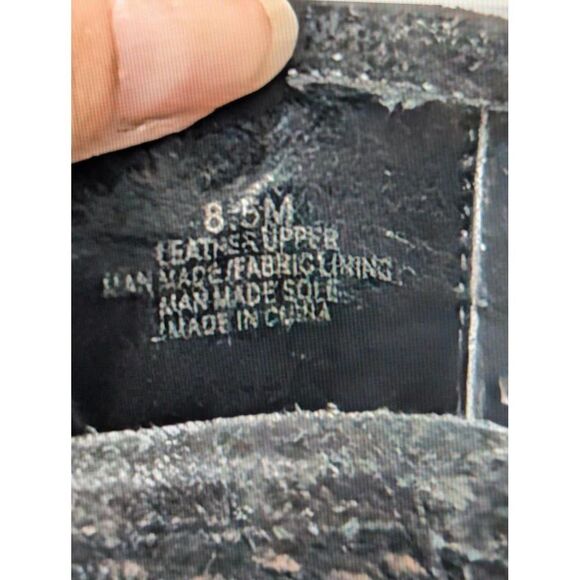 8.5M
LEATHER UPPER
MAN MADE/FABRIC LINING
MAN MADE SOLE
MADE IN CHINA